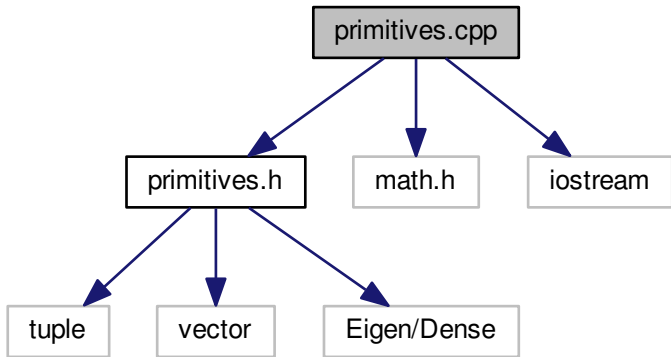 primitives.cpp
primitives.h
math.h
iostream
tuple
vector
Eigen/Dense